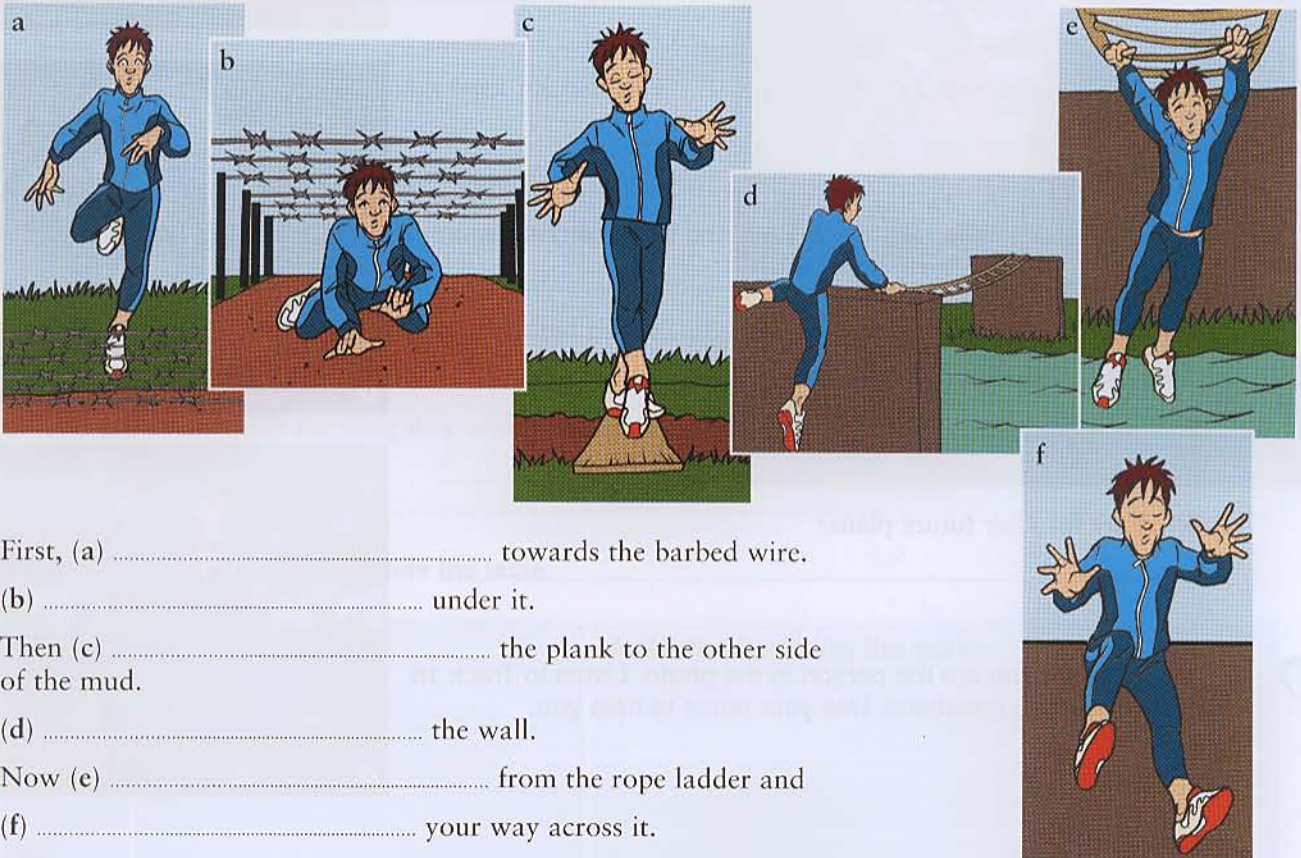 a
b
c
d
e
f
First, (a) ........................................ towards the barbed wire.
(b) ........................................ under it.
Then (c) ........................................ the plank to the other side
of the mud.
(d) ........................................ the wall.
Now (e) ........................................ from the rope ladder and
(f) ........................................ your way across it.